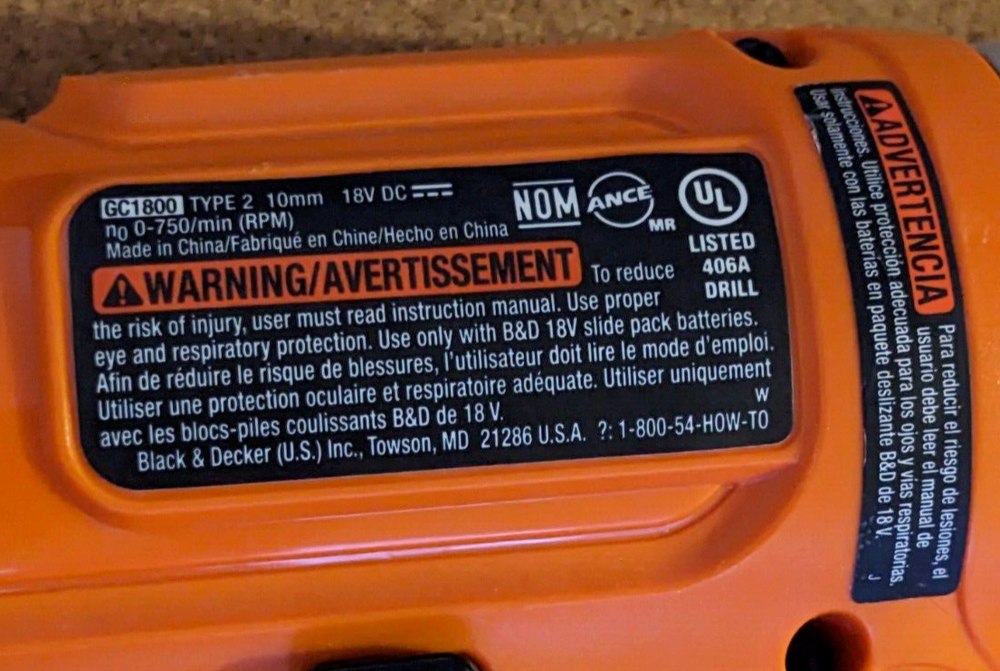 GC1800 TYPE 2 10mm 18V DC
n0 0-750/min (RPM)
Made in China/Fabriqué en Chine/Hecho en China
NOM
ANCE
MR
UL
LISTED
406A
DRILL
WARNING/AVERTISSEMENT To reduce
the risk of injury, user must read instruction manual. Use proper
eye and respiratory protection. Use only with B&D 18V slide pack batteries.
Afin de réduire le risque de blessures, l'utilisateur doit lire le mode d'emploi.
Utiliser une protection oculaire et respiratoire adéquate. Utiliser uniquement
avec les blocs-piles coulissants B&D de 18 V.
W
Black & Decker (U.S.) Inc., Towson, MD 21286 U.S.A. ?: 1-800-54-HOW-TO
ADVERTENCIA Para reducir el riesgo de lesiones, el
usuario debe leer el manual de
instrucciones. Utilice protección adecuada para los ojos y vías respiratorias.
Usar solamente con las baterías en paquete deslizante B&D de 18 V.
J